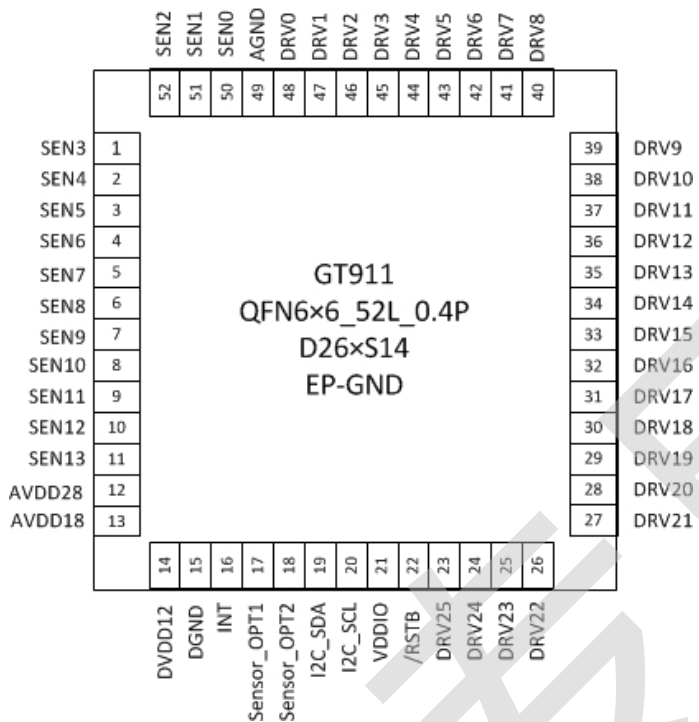 SEN2 SEN1 SEN0 AGND DRV0 DRV1 DRV2 DRV3 DRV4 DRV5 DRV6 DRV7 DRV8
52 51 50 49 48 47 46 45 44 43 42 41 40
SEN3 1 39 DRV9
SEN4 2 38 DRV10
SEN5 3 37 DRV11
SEN6 4 36 DRV12
SEN7 5 35 DRV13
SEN8 6 34 DRV14
SEN9 7 33 DRV15
SEN10 8 32 DRV16
SEN11 9 31 DRV17
SEN12 10 30 DRV18
SEN13 11 29 DRV19
AVDD28 12 28 DRV20
AVDD18 13 27 DRV21
GT911
QFN6×6_52L_0.4P
D26×S14
EP-GND
14 15 16 17 18 19 20 21 22 23 24 25 26
DVDD12 DGND INT Sensor_OPT1 Sensor_OPT2 I2C_SDA I2C_SCL VDDIO /RSTB DRV25 DRV24 DRV23 DRV22